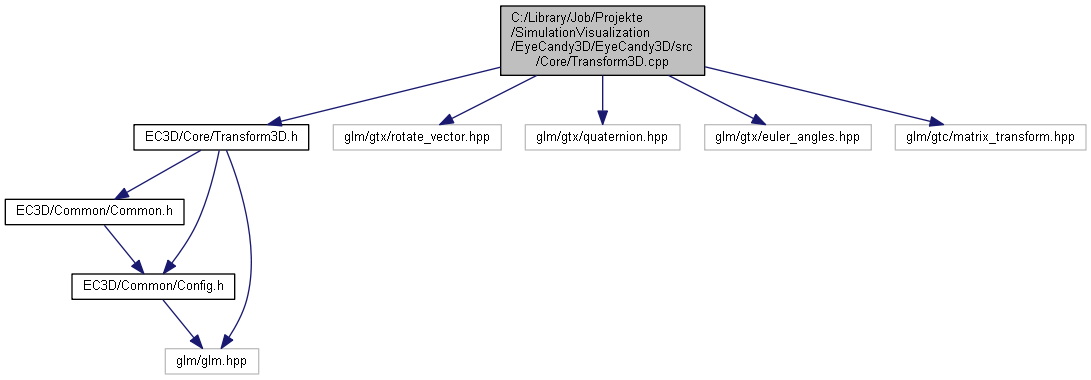 C:/Library/Job/Projekte
/SimulationVisualization
/EyeCandy3D/EyeCandy3D/src
/Core/Transform3D.cpp
EC3D/Core/Transform3D.h
glm/gtx/rotate_vector.hpp
glm/gtx/quaternion.hpp
glm/gtx/euler_angles.hpp
glm/gtc/matrix_transform.hpp
EC3D/Common/Common.h
EC3D/Common/Config.h
glm/glm.hpp